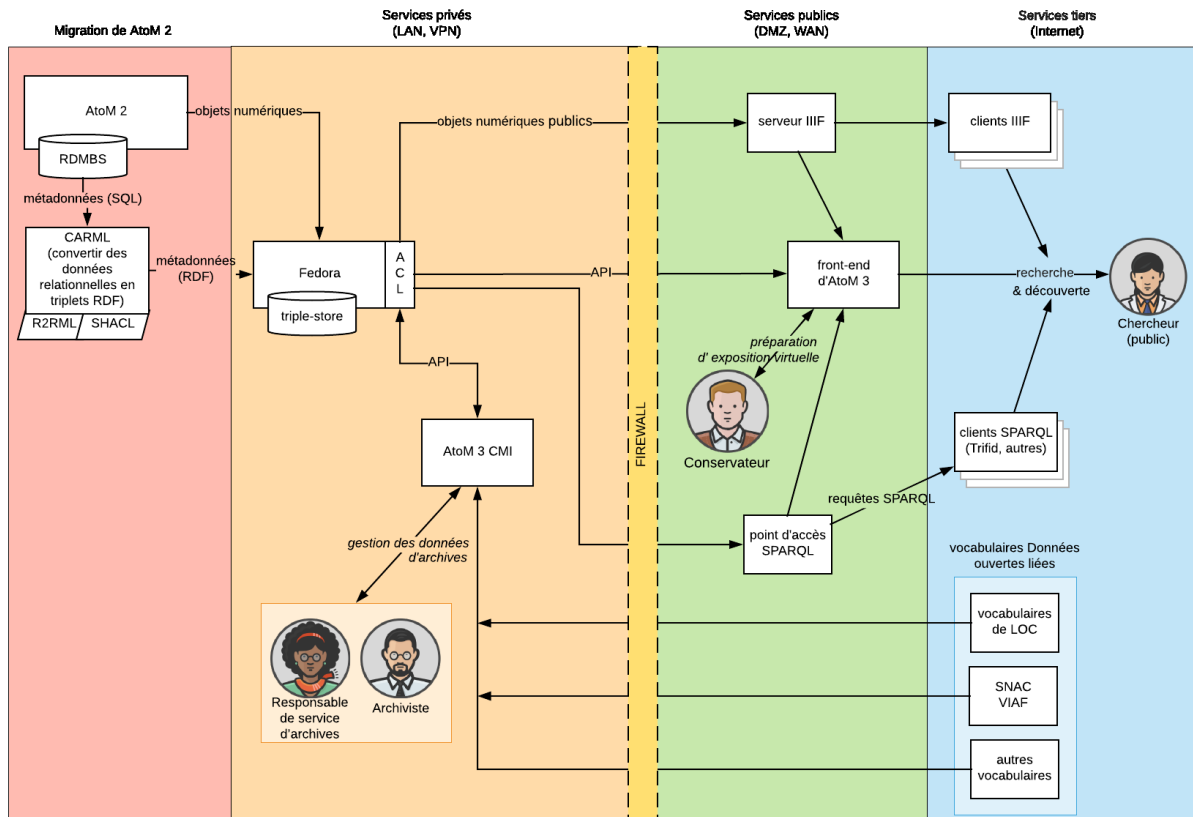 Migration de AtoM 2
Services privés
(LAN, VPN)
Services publics
(DMZ, WAN)
Services tiers
(Internet)
AtoM 2
RDMBS
objets numériques
métadonnées (SQL)
CARML
(convertir des
données
relationnelles en
triplets RDF)
R2RML
SHACL
métadonnées
(RDF)
Fedora
A
C
L
triple-store
objets numériques publics
API
API
AtoM 3 CMI
gestion des données
d'archives
Responsable
de service
d'archives
Archiviste
FIREWALL
serveur IIIF
front-end
d'AtoM 3
préparation
d' exposition virtuelle
Conservateur
point d'accès
SPARQL
requêtes SPARQL
clients IIIF
recherche
& découverte
Chercheur
(public)
clients SPARQL
(Trifid, autres)
vocabulaires Données
ouvertes liées
vocabulaires
de LOC
SNAC
VIAF
autres
vocabulaires